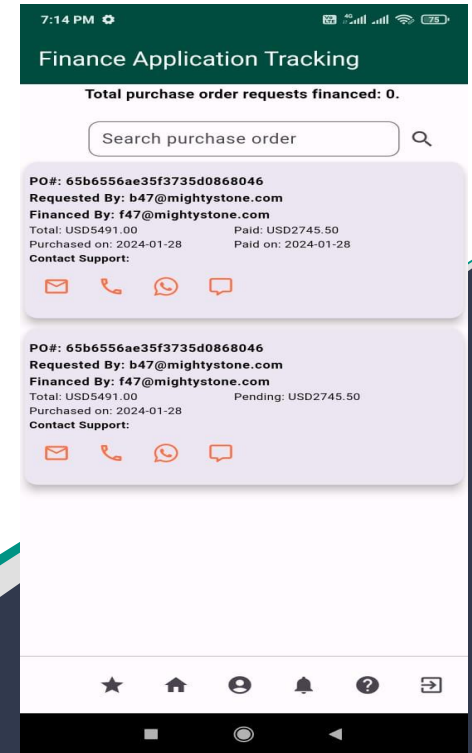 7:14 PM
4G
75
Finance Application Tracking
Total purchase order requests financed: 0.
Search purchase order
PO#: 65b6556ae35f3735d0868046
Requested By: b47@mightystone.com
Financed By: f47@mightystone.com
Total: USD5491.00 Paid: USD2745.50
Purchased on: 2024-01-28 Paid on: 2024-01-28
Contact Support:
PO#: 65b6556ae35f3735d0868046
Requested By: b47@mightystone.com
Financed By: f47@mightystone.com
Total: USD5491.00 Pending: USD2745.50
Purchased on: 2024-01-28
Contact Support: